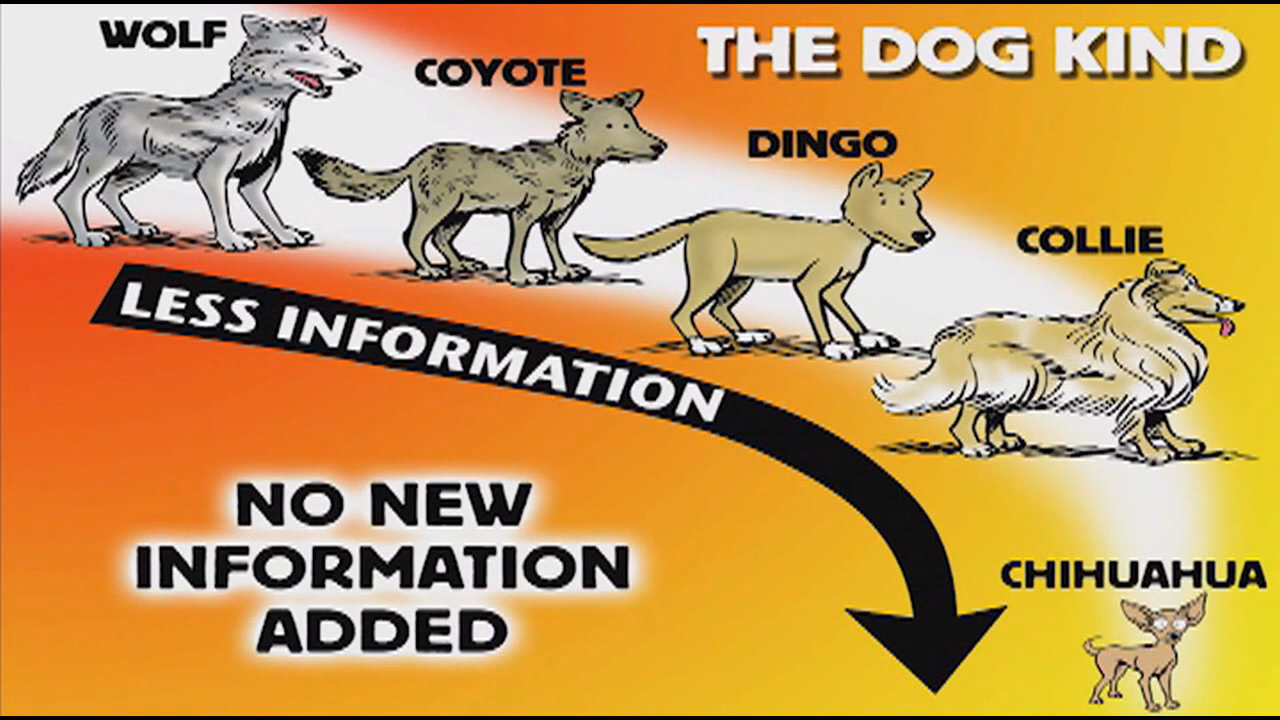 WOLF
THE DOG KIND
COYOTE
DINGO
COLLIE
LESS INFORMATION
NO NEW
INFORMATION
ADDED
CHIHUAHUA